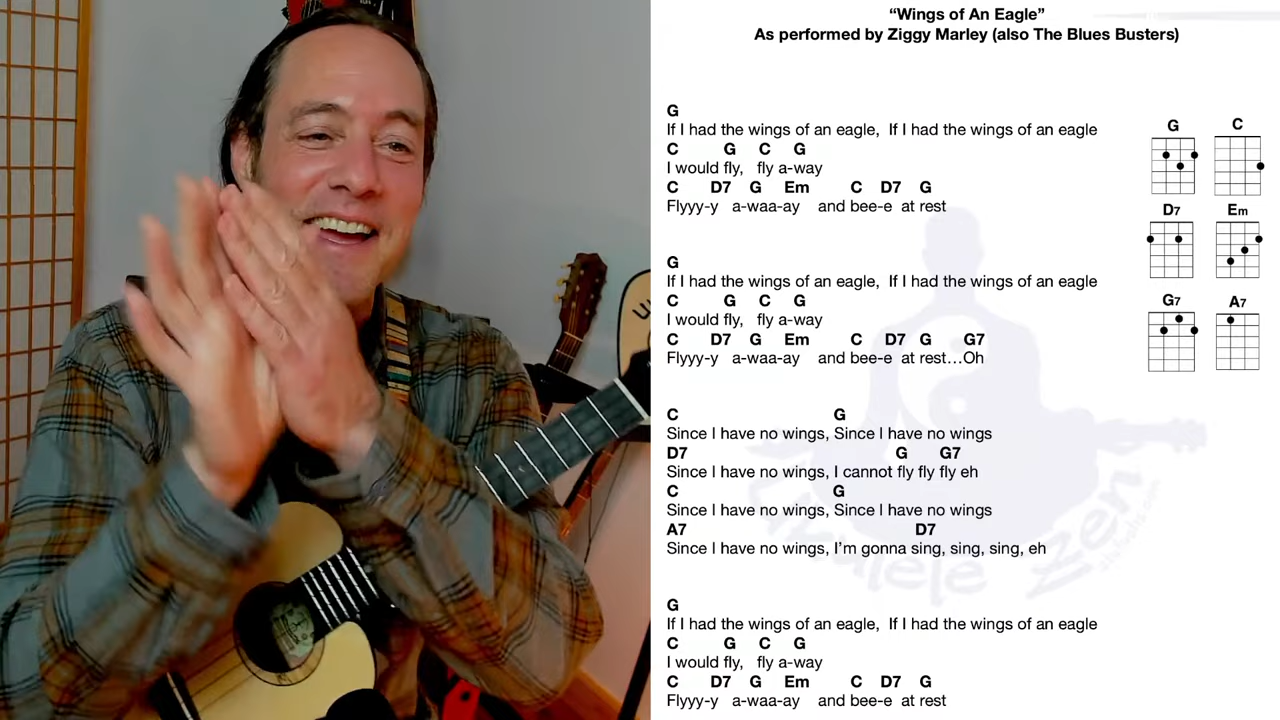 “Wings of An Eagle”
As performed by Ziggy Marley (also The Blues Busters)
G
If I had the wings of an eagle,  If I had the wings of an eagle
C G C G
I would fly,  fly a-way
C D7 G Em C D7 G
Flyyy-y  a-waa-ay  and bee-e  at rest
G
If I had the wings of an eagle,  If I had the wings of an eagle
C G C G
I would fly,  fly a-way
C D7 G Em C D7 G G7
Flyyy-y  a-waa-ay  and bee-e  at rest…Oh
C G
Since I have no wings, Since I have no wings
D7 G G7
Since I have no wings, I cannot fly fly fly eh
C G
Since I have no wings, Since I have no wings
A7 D7
Since I have no wings, I’m gonna sing, sing, sing, eh
G
If I had the wings of an eagle,  If I had the wings of an eagle
C G C G
I would fly,  fly a-way
C D7 G Em C D7 G
Flyyy-y  a-waa-ay  and bee-e  at rest
G C
D7 Em
G7 A7
Ukulele Zen